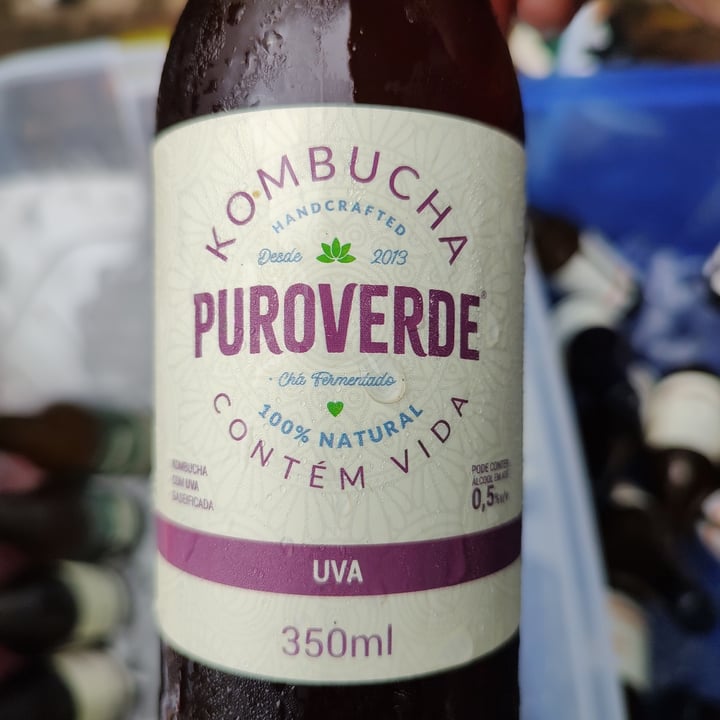 KOMBUCHA
HANDCRAFTED
Desde 2013
PUROVERDE®
Chá Fermentado
100% NATURAL
CONTÉM VIDA
KOMBUCHA
COM UVA
GASEIFICADA
PODE CONTER
ÁLCOOL EM ATÉ
0,5%v/v
UVA
350ml